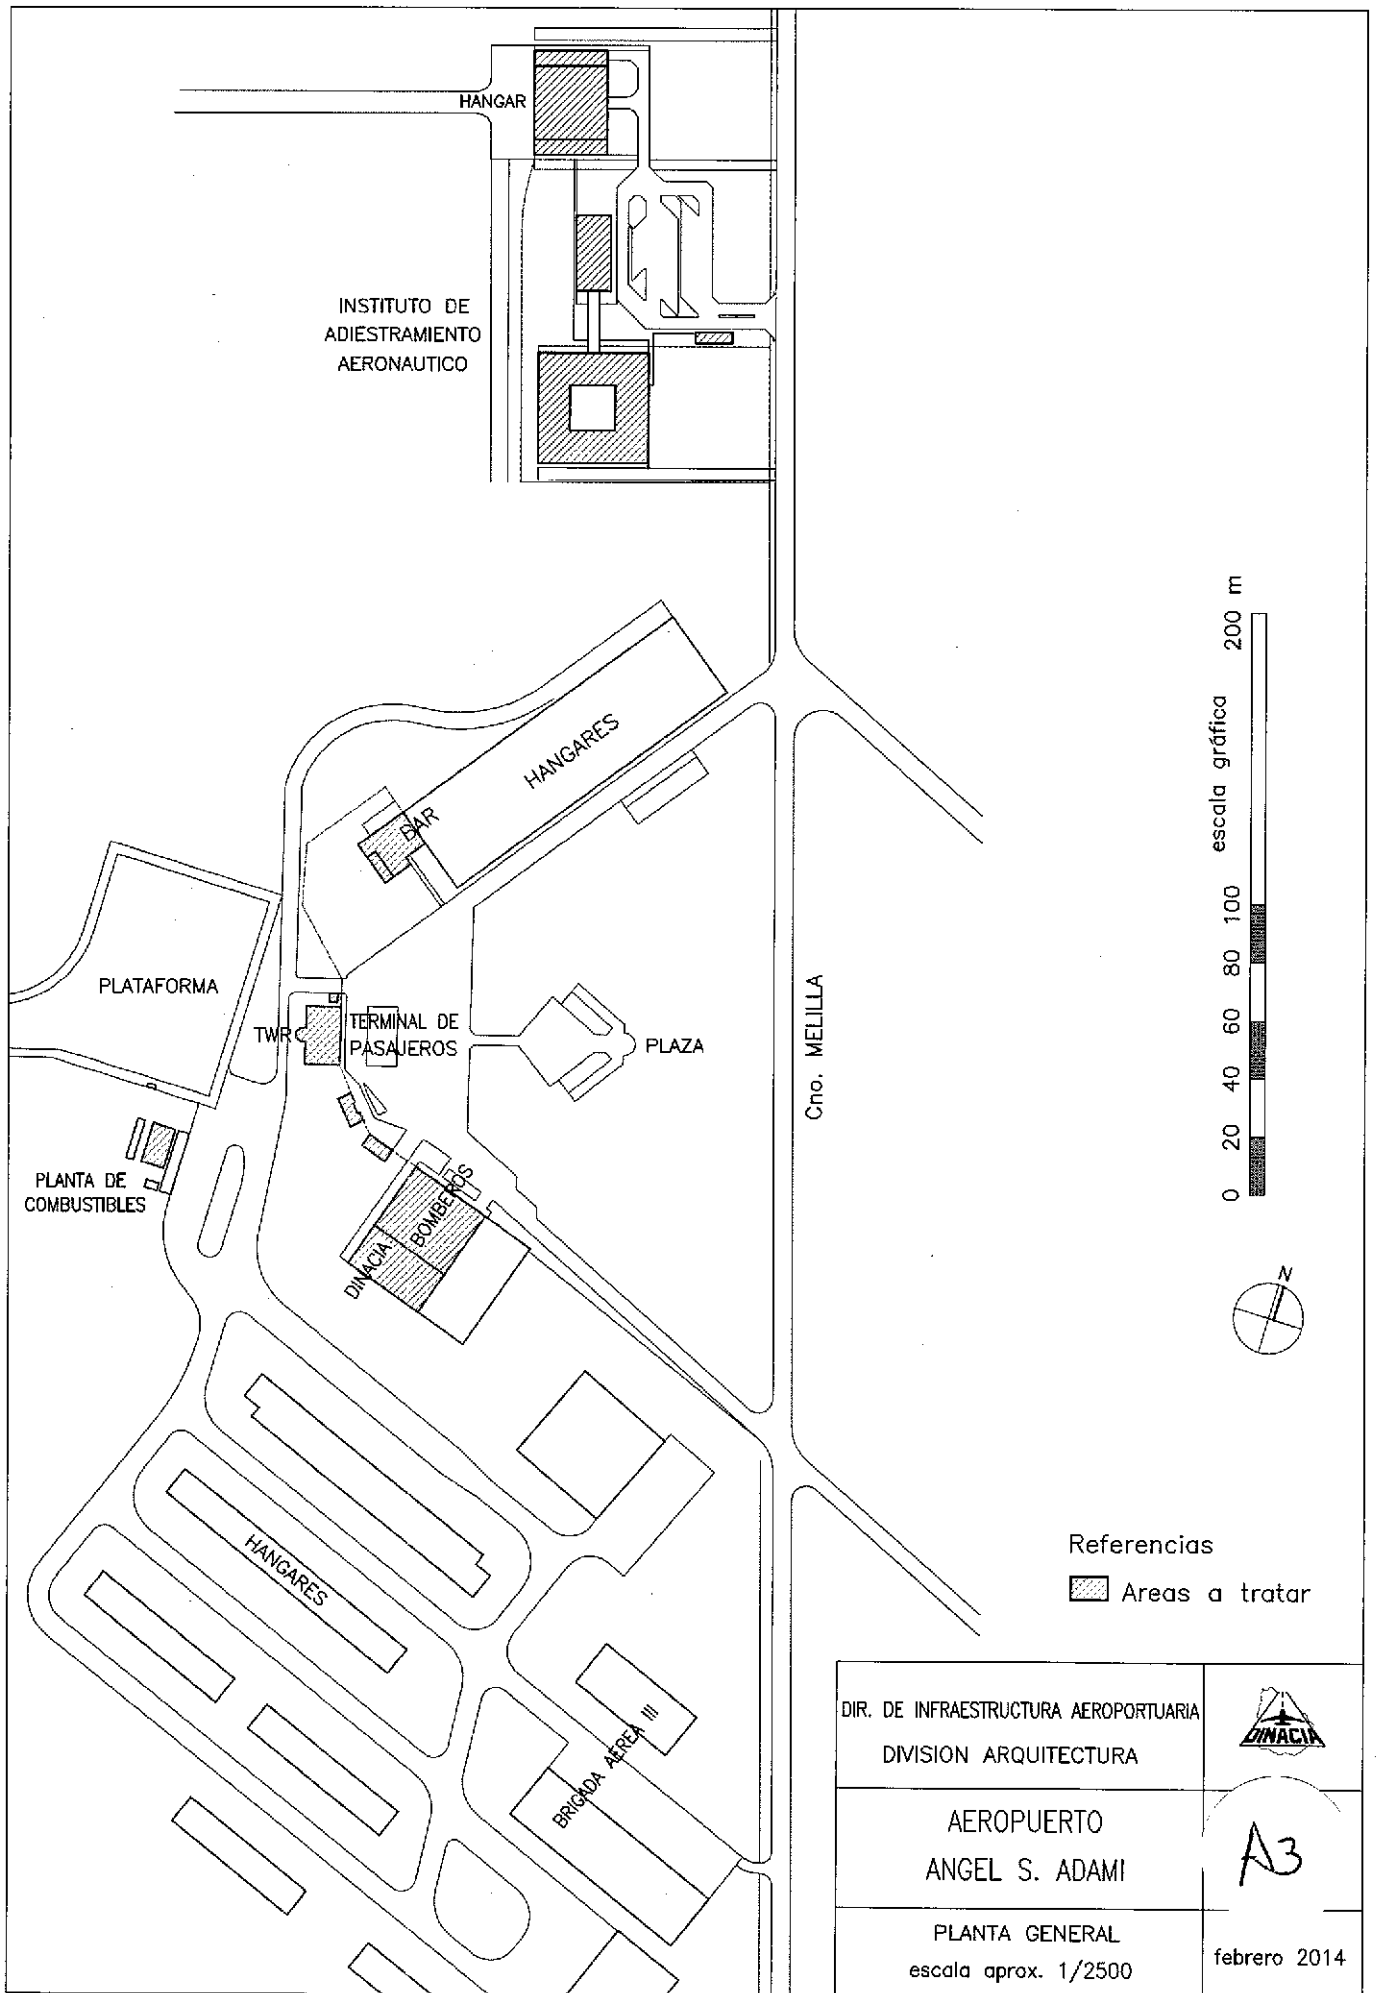 HANGAR
INSTITUTO DE
ADIESTRAMIENTO
AERONAUTICO
HANGARES
BAR
PLATAFORMA
TWR
TERMINAL DE
PASAJEROS
PLAZA
Cno. MELILLA
PLANTA DE
COMBUSTIBLES
BOMBEROS
DINACIA
HANGARES
BRIGADA AEREA III
escala gráfica
0 20 40 60 80 100 200 m
N
Referencias
Areas a tratar
DIR. DE INFRAESTRUCTURA AEROPORTUARIA
DIVISION ARQUITECTURA
DINACIA
AEROPUERTO
ANGEL S. ADAMI
A3
PLANTA GENERAL
escala aprox. 1/2500
febrero 2014